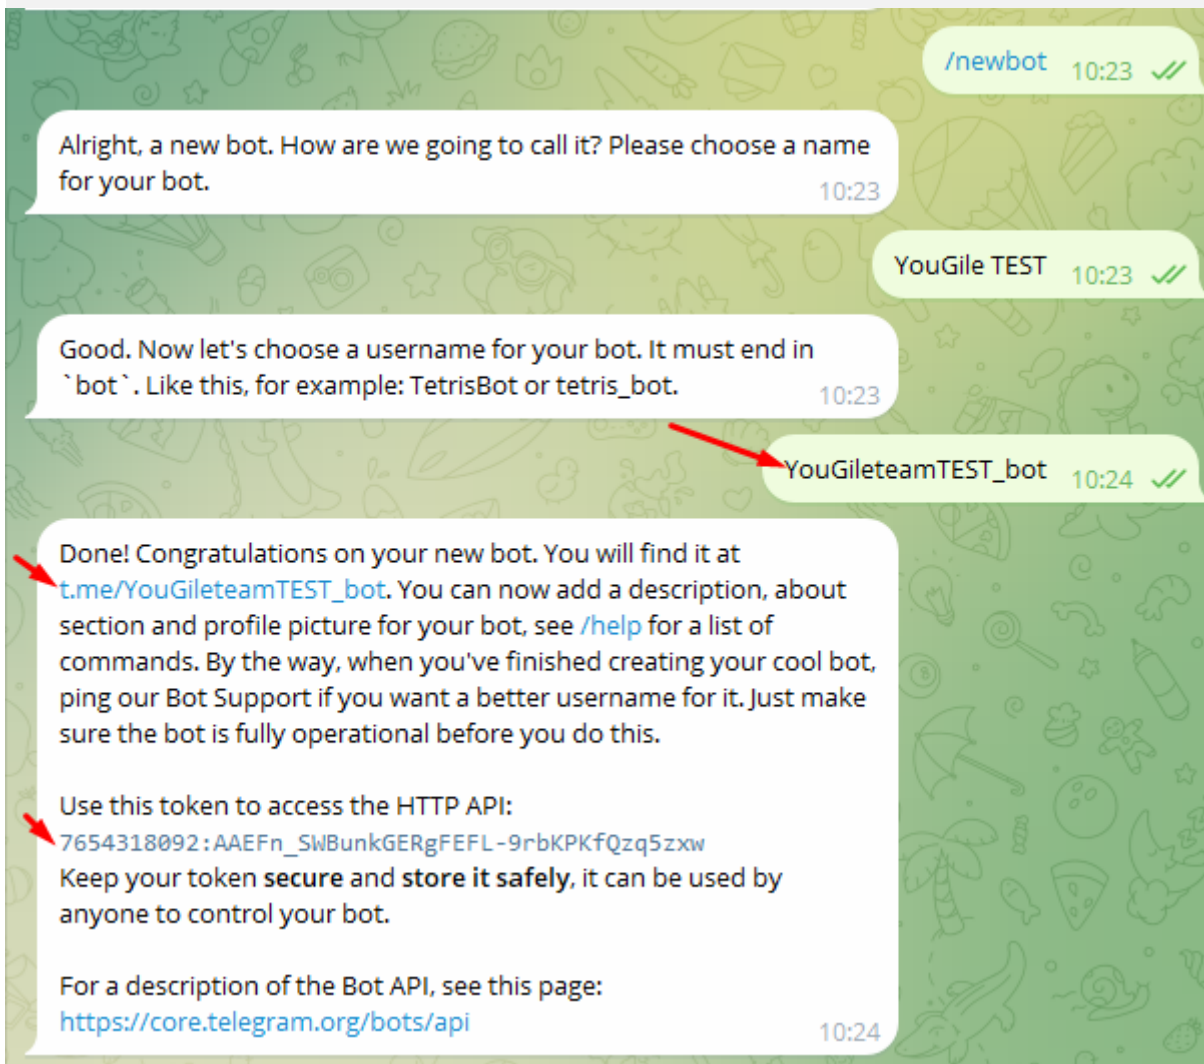 /newbot 10:23
Alright, a new bot. How are we going to call it? Please choose a name
for your bot. 10:23
YouGile TEST 10:23
Good. Now let's choose a username for your bot. It must end in
`bot`. Like this, for example: TetrisBot or tetris_bot. 10:23
YouGileteamTEST_bot 10:24
Done! Congratulations on your new bot. You will find it at
t.me/YouGileteamTEST_bot. You can now add a description, about
section and profile picture for your bot, see /help for a list of
commands. By the way, when you've finished creating your cool bot,
ping our Bot Support if you want a better username for it. Just make
sure the bot is fully operational before you do this.
Use this token to access the HTTP API:
7654318092:AAEFn_SWBunkGERgFEFL-9rbKPKfQzq5zxw
Keep your token secure and store it safely, it can be used by
anyone to control your bot.
For a description of the Bot API, see this page:
https://core.telegram.org/bots/api 10:24